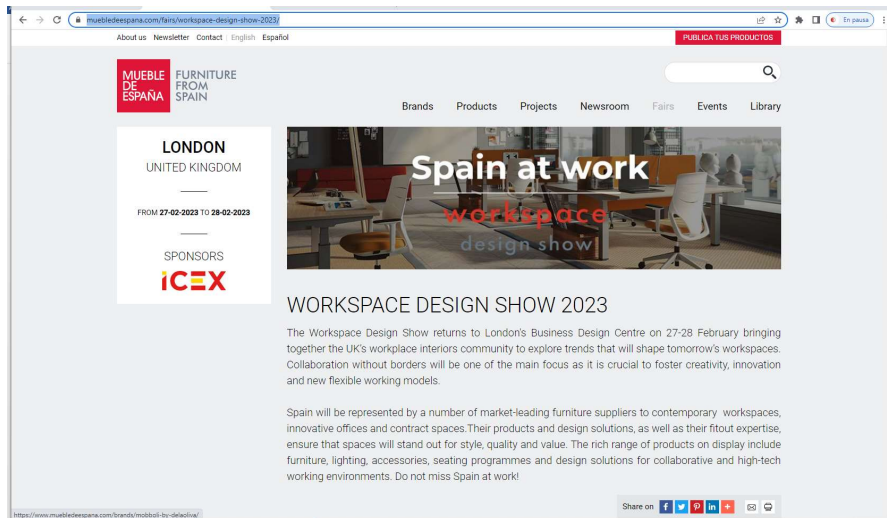 muebledeespana.com/fairs/workspace-design-show-2023/
En pausa
About us Newsletter Contact | English Español
PUBLICA TUS PRODUCTOS
MUEBLE
DE
ESPAÑA
FURNITURE
FROM
SPAIN
Brands Products Projects Newsroom Fairs Events Library
LONDON
UNITED KINGDOM
FROM 27-02-2023 TO 28-02-2023
SPONSORS
ICEX
Spain at work
workspace
design show
WORKSPACE DESIGN SHOW 2023
The Workspace Design Show returns to London's Business Design Centre on 27-28 February bringing
together the UK's workplace interiors community to explore trends that will shape tomorrow's workspaces.
Collaboration without borders will be one of the main focus as it is crucial to foster creativity, innovation
and new flexible working models.
Spain will be represented by a number of market-leading furniture suppliers to contemporary workspaces,
innovative offices and contract spaces.Their products and design solutions, as well as their fitout expertise,
ensure that spaces will stand out for style, quality and value. The rich range of products on display include
furniture, lighting, accessories, seating programmes and design solutions for collaborative and high-tech
working environments. Do not miss Spain at work!
Share on
https://www.muebledeespana.com/brands/mobboli-by-delaoliva/